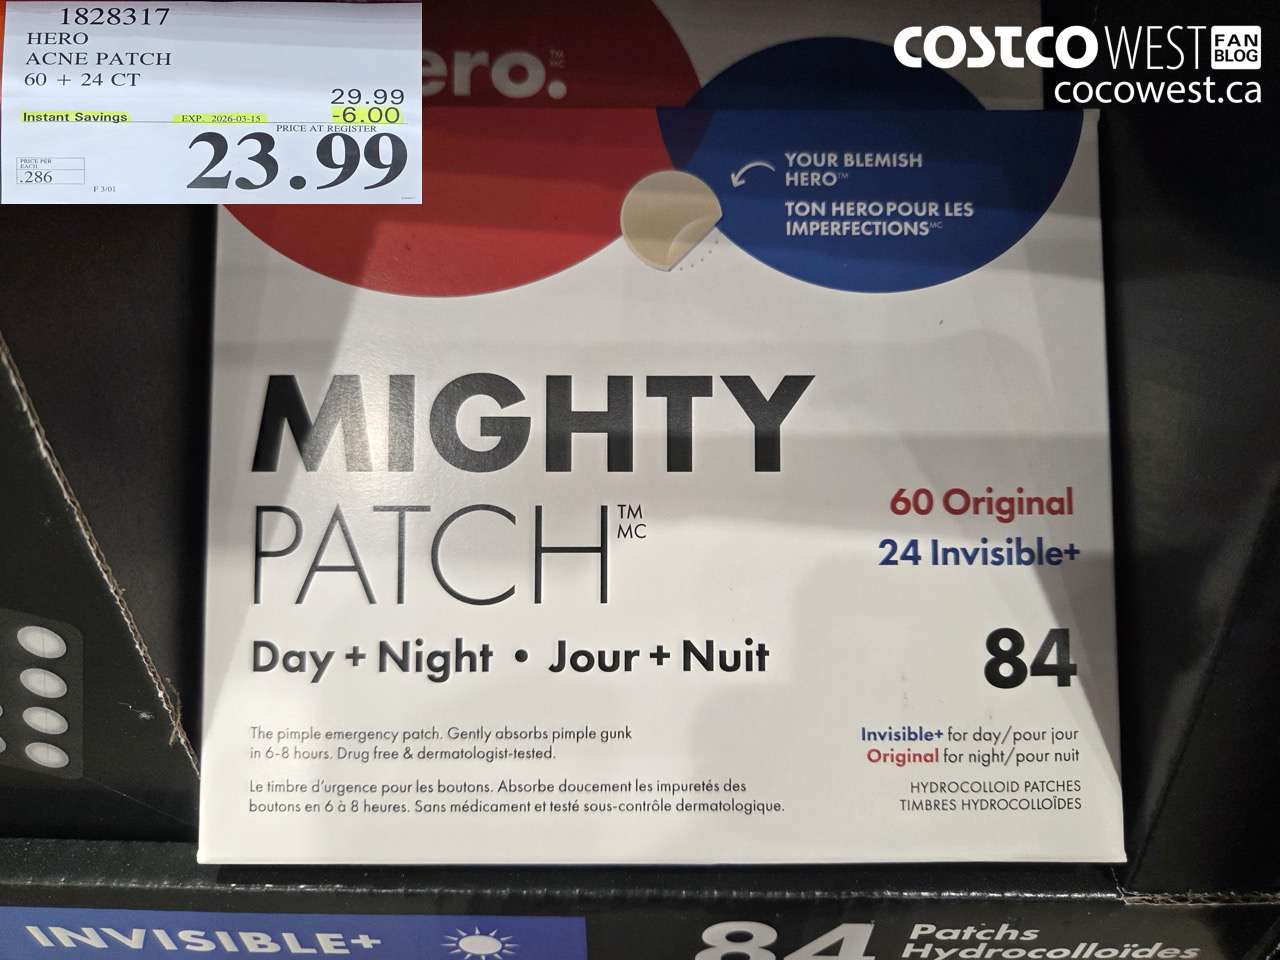 1828317
HERO
ACNE PATCH
60 + 24 CT
29.99
Instant Savings EXP. 2026-03-15 -6.00
PRICE AT REGISTER
23.99
PRICE PER
EACH
.286
F 3/01
COSTCO WEST FAN BLOG
cocowest.ca
ero.
TM
MC
YOUR BLEMISH
HERO™
TON HERO POUR LES
IMPERFECTIONS MC
MIGHTY
PATCH
TM
MC
60 Original
24 Invisible+
Day + Night • Jour + Nuit
84
The pimple emergency patch. Gently absorbs pimple gunk
in 6-8 hours. Drug free & dermatologist-tested.
Le timbre d'urgence pour les boutons. Absorbe doucement les impuretés des
boutons en 6 à 8 heures. Sans médicament et testé sous-contrôle dermatologique.
Invisible+ for day/pour jour
Original for night/pour nuit
HYDROCOLLOID PATCHES
TIMBRES HYDROCOLLOÏDES
INVISIBLE+
84 Patchs
Hydrocolloïdes